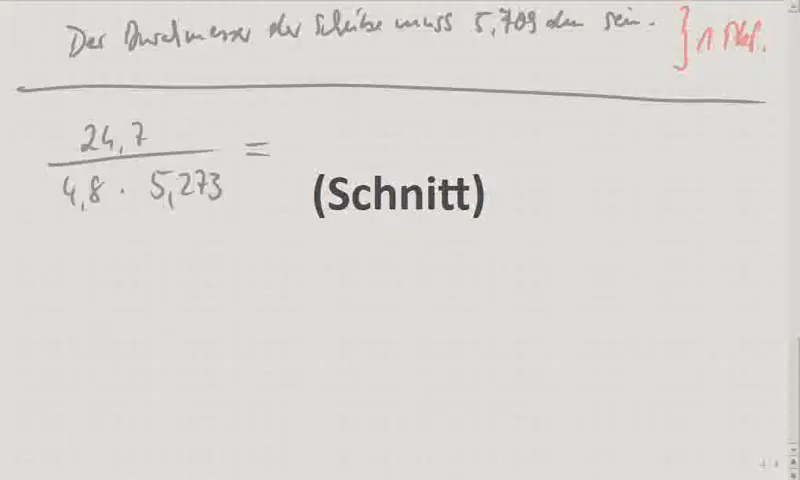 Der Durchmesser der Scheibe muss 5,709 dm sein. } 1 Pkt.
24,7
4,8 · 5,273 =
(Schnitt)